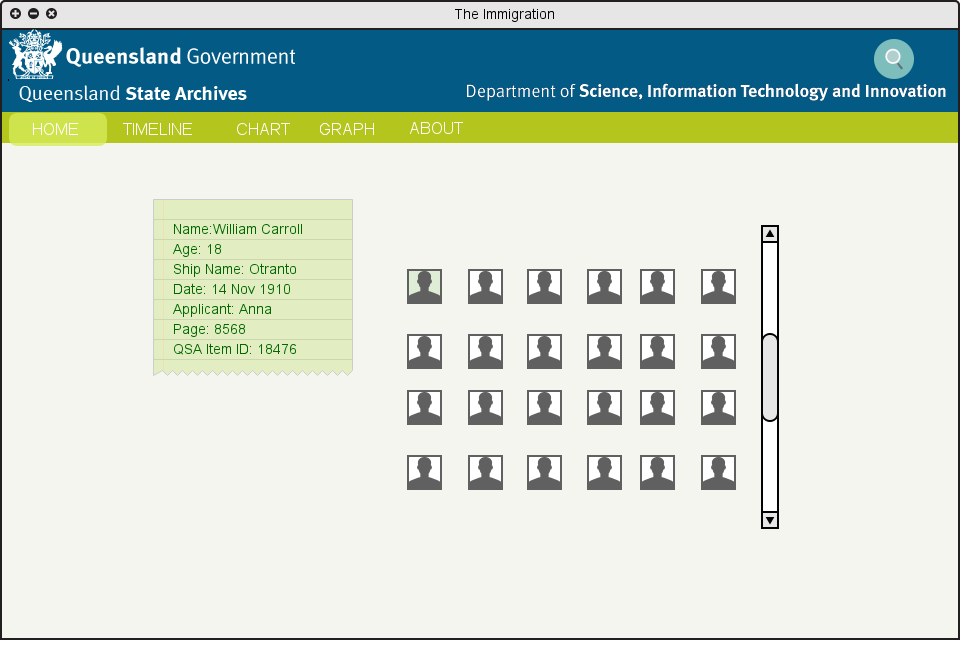 The Immigration
Queensland Government
Queensland State Archives
Department of Science, Information Technology and Innovation
HOME TIMELINE CHART GRAPH ABOUT
Name:William Carroll
Age: 18
Ship Name: Otranto
Date: 14 Nov 1910
Applicant: Anna
Page: 8568
QSA Item ID: 18476